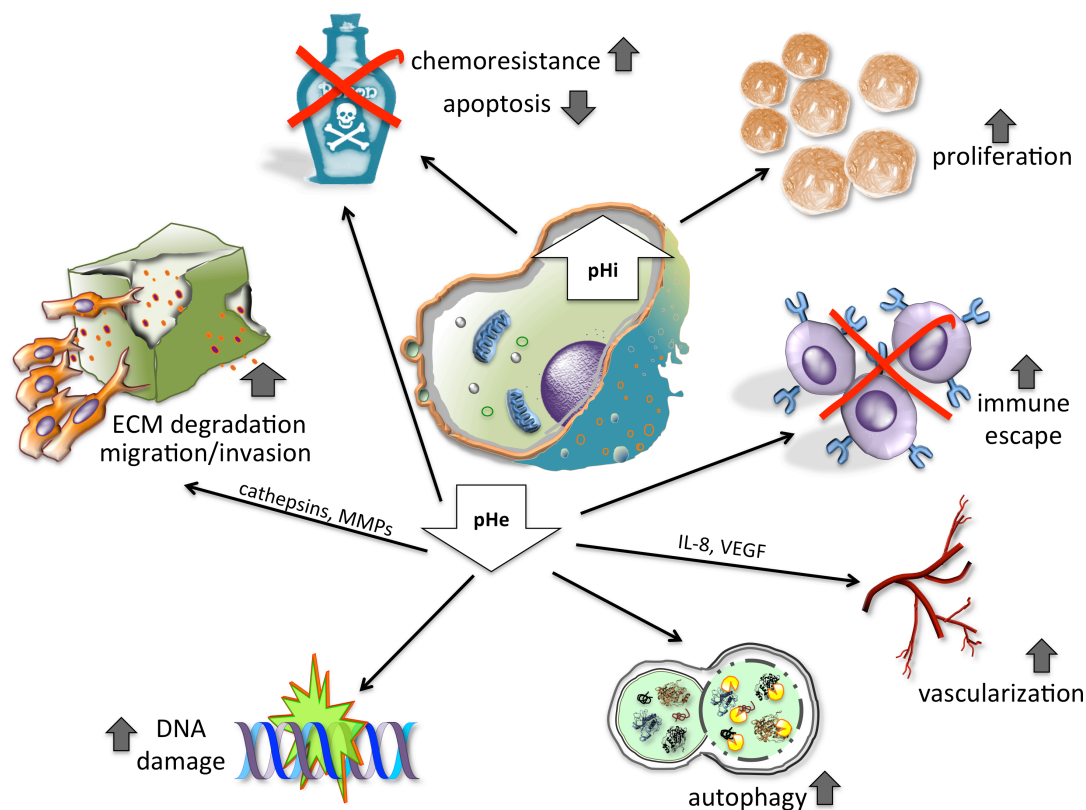 chemoresistance
apoptosis
proliferation
pHi
immune
escape
ECM degradation
migration/invasion
cathepsins, MMPs
pHe
IL-8, VEGF
vascularization
DNA
damage
autophagy